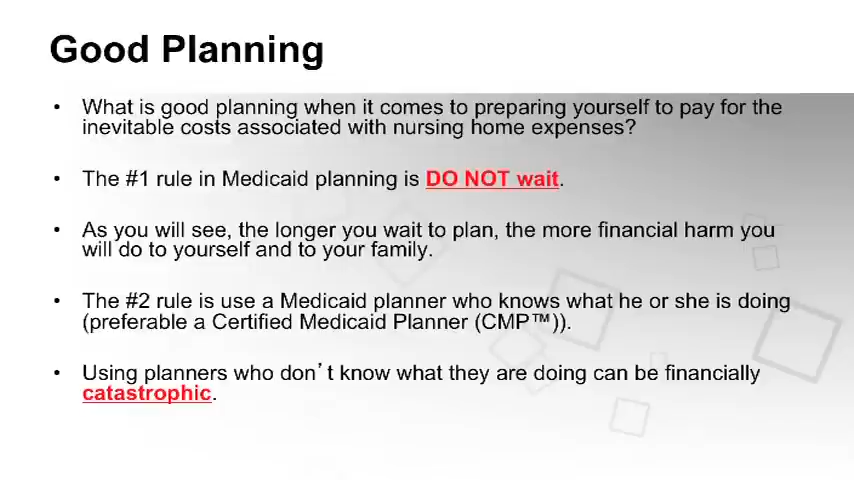 Good Planning
• What is good planning when it comes to preparing yourself to pay for the
inevitable costs associated with nursing home expenses?
• The #1 rule in Medicaid planning is DO NOT wait.
• As you will see, the longer you wait to plan, the more financial harm you
will do to yourself and to your family.
• The #2 rule is use a Medicaid planner who knows what he or she is doing
(preferable a Certified Medicaid Planner (CMP™)).
• Using planners who don’t know what they are doing can be financially
catastrophic.